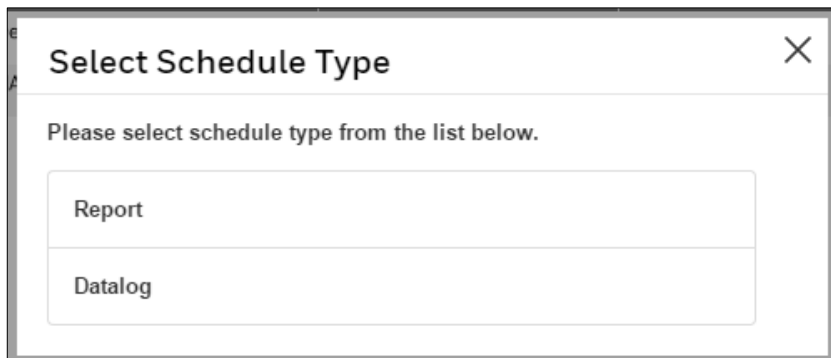 Select Schedule Type
Please select schedule type from the list below.
Report
Datalog